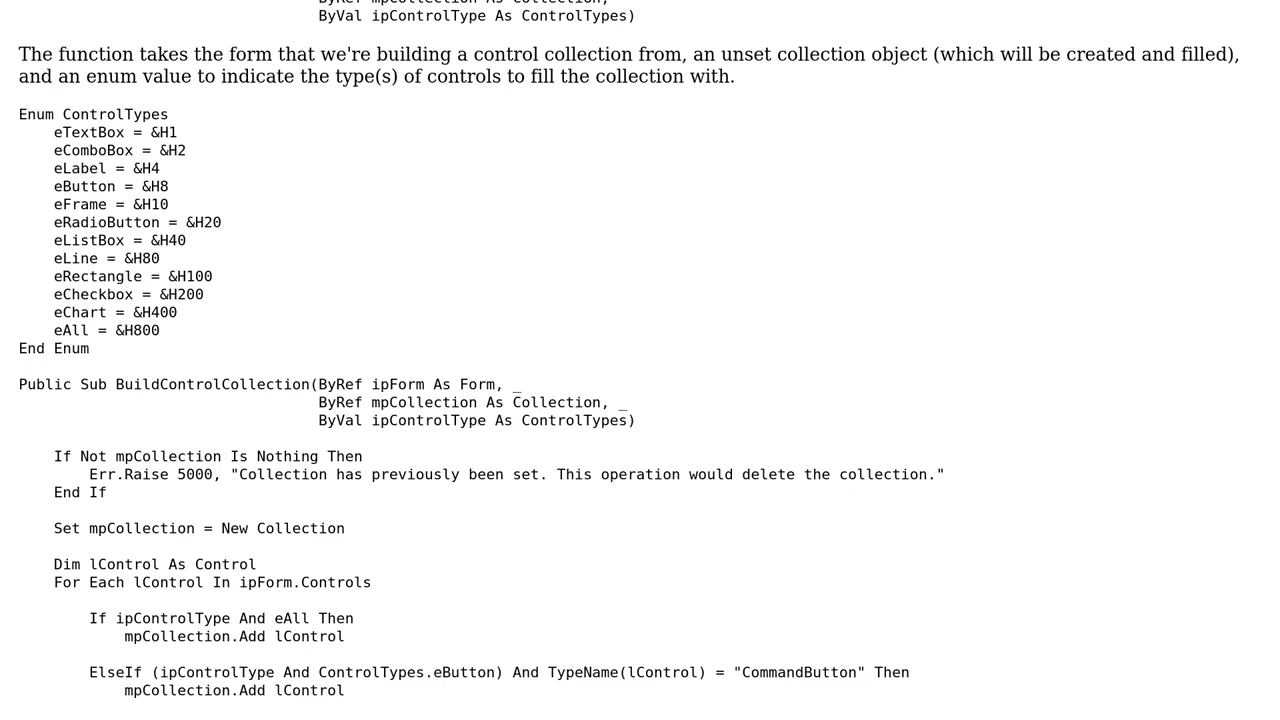 ByRef mpCollection As Collection, _
ByVal ipControlType As ControlTypes)
The function takes the form that we're building a control collection from, an unset collection object (which will be created and filled),
and an enum value to indicate the type(s) of controls to fill the collection with.
Enum ControlTypes
    eTextBox = &H1
    eComboBox = &H2
    eLabel = &H4
    eButton = &H8
    eFrame = &H10
    eRadioButton = &H20
    eListBox = &H40
    eLine = &H80
    eRectangle = &H100
    eCheckbox = &H200
    eChart = &H400
    eAll = &H800
End Enum
Public Sub BuildControlCollection(ByRef ipForm As Form, _
                                  ByRef mpCollection As Collection, _
                                  ByVal ipControlType As ControlTypes)
    If Not mpCollection Is Nothing Then
        Err.Raise 5000, "Collection has previously been set. This operation would delete the collection."
    End If
    Set mpCollection = New Collection
    Dim lControl As Control
    For Each lControl In ipForm.Controls
        If ipControlType And eAll Then
            mpCollection.Add lControl
        ElseIf (ipControlType And ControlTypes.eButton) And TypeName(lControl) = "CommandButton" Then
            mpCollection.Add lControl